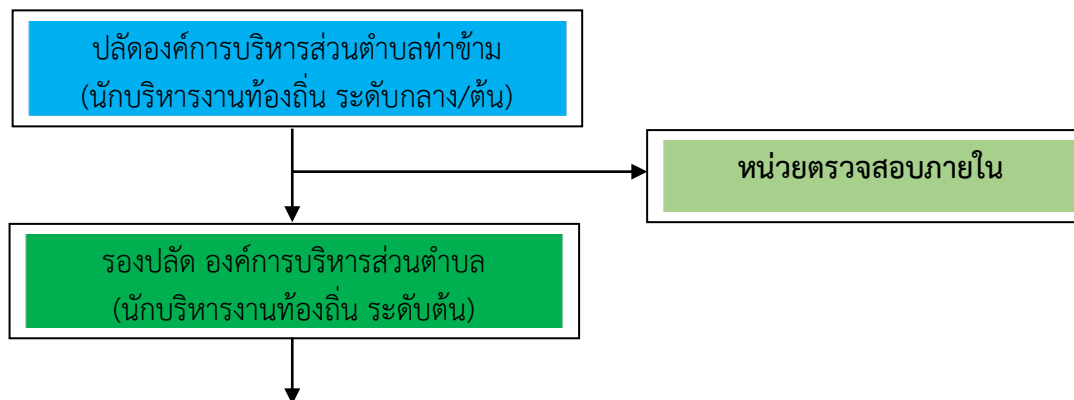 ปลัดองค์การบริหารส่วนตำบลท่าข้าม
(นักบริหารงานท้องถิ่น ระดับกลาง/ต้น)
หน่วยตรวจสอบภายใน
รองปลัด องค์การบริหารส่วนตำบล
(นักบริหารงานท้องถิ่น ระดับต้น)